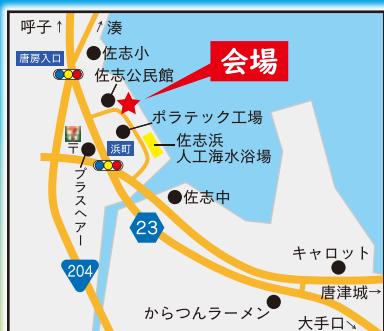 呼子↑
↑湊
佐志小
唐房入口
会場
佐志公民館
ポラテック工場
佐志浜
人工海水浴場
〒
浜町
プラスヘアー
佐志中
23
キャロット
204
唐津城→
からつんラーメン
大手口↘